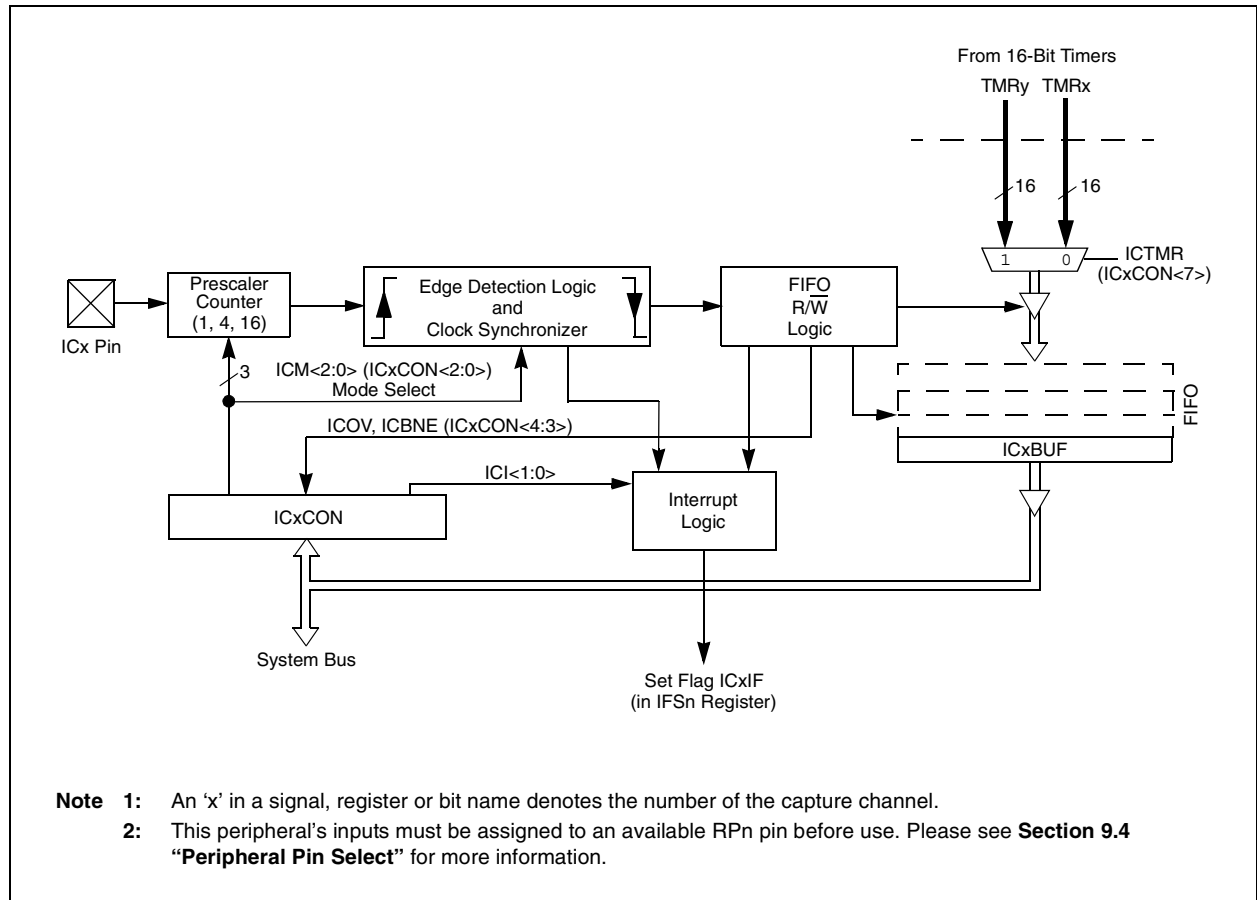 From 16-Bit Timers
TMRy TMRx
16 16
1 0
ICTMR
(ICxCON<7>)
Prescaler
Counter
(1, 4, 16)
Edge Detection Logic
and
Clock Synchronizer
FIFO
R/W
Logic
ICx Pin
3
ICM<2:0> (ICxCON<2:0>)
Mode Select
FIFO
ICOV, ICBNE (ICxCON<4:3>)
ICxBUF
ICI<1:0>
Interrupt
Logic
ICxCON
System Bus
Set Flag ICxIF
(in IFSn Register)
Note 1: An ‘x’ in a signal, register or bit name denotes the number of the capture channel.
2: This peripheral’s inputs must be assigned to an available RPn pin before use. Please see Section 9.4
“Peripheral Pin Select” for more information.